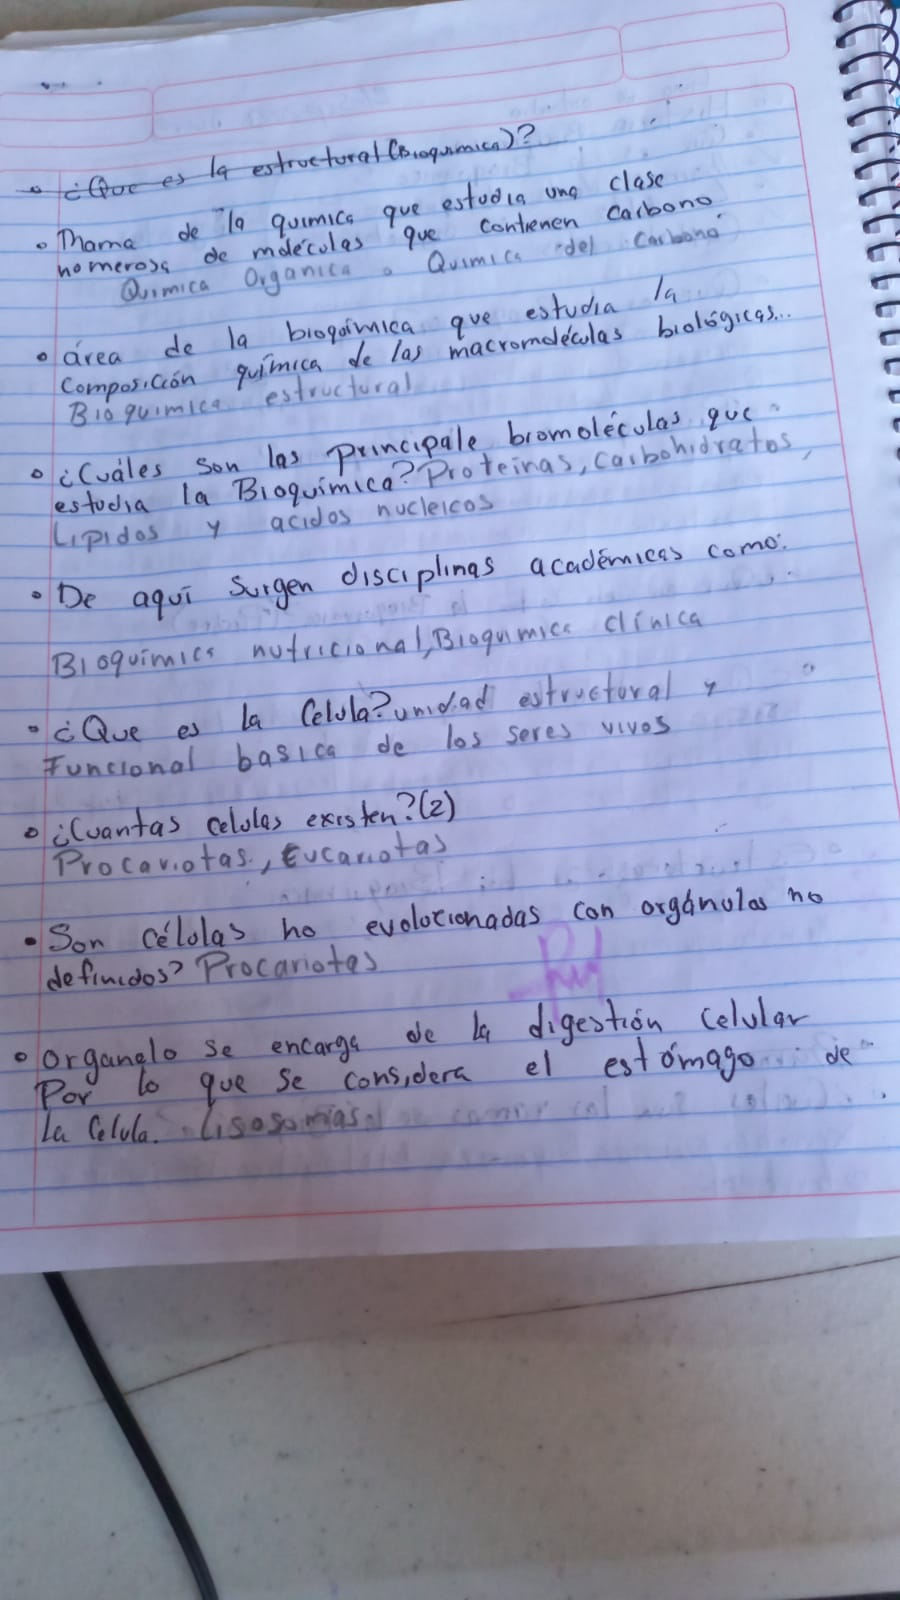 • ¿Que es la estructural (Bioquimica)?
• Rama de la quimica que estudia una clase
numerosa de moléculas que contienen Carbono
Quimica Organica o Quimica del Carbono
• área de la bioquímica que estudia la
Composición química de las macromoléculas biológicas...
Bioquimica estructural
• ¿Cuáles son las Principale biomoléculas que
estudia la Bioquímica? Proteinas, Carbohidratos,
Lipidos y acidos nucleicos
• De aquí Surgen disciplinas académicas como:
Bioquimica nutricional, Bioquimica clínica
• ¿Que es la Celula? unidad estructural y
Funcional basica de los seres vivos
• ¿Cuantas celulas existen? (2)
Procariotas, Eucariotas
• Son células no evolucionadas con orgánulos no
definidos? Procariotas
• Organelo se encarga de la digestión Celular
Por lo que se considera el estómago de
la Celula. Lisosomas